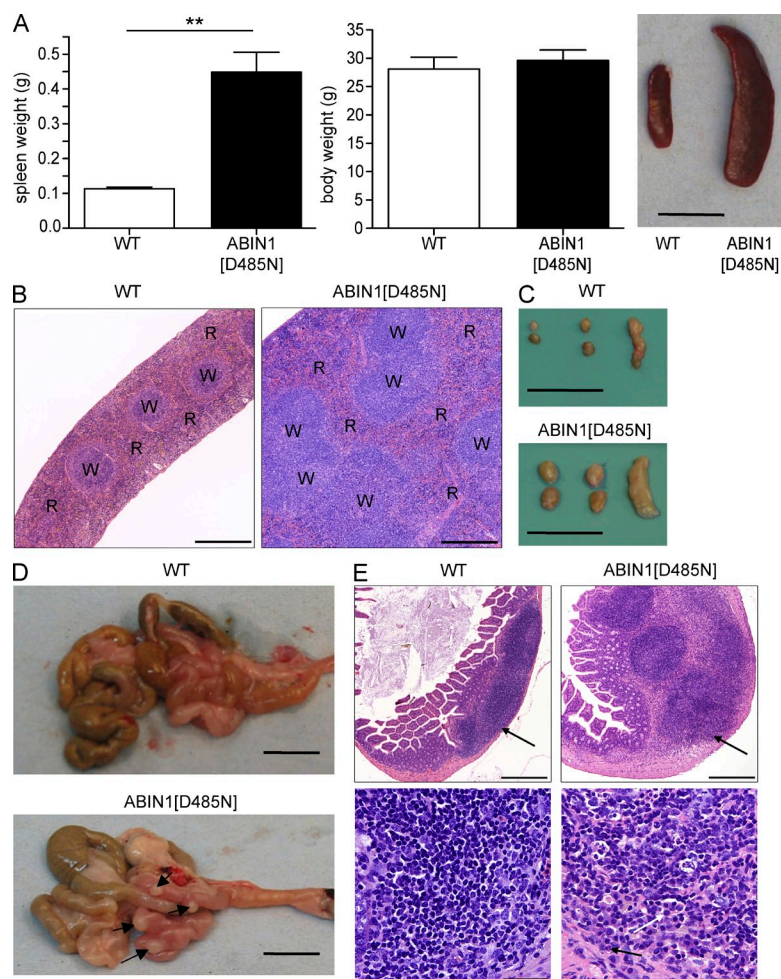 A
**
spleen weight (g)
0.5
0.4
0.3
0.2
0.1
0.0
WT
ABIN1
[D485N]
body weight (g)
35
30
25
20
15
10
5
0
WT
ABIN1
[D485N]
WT
ABIN1
[D485N]
B
WT
R
W
R
W
R
W
R
R
ABIN1[D485N]
W
R
R
W
W
R
W
W
W
R
C
WT
ABIN1[D485N]
D
WT
ABIN1[D485N]
E
WT
ABIN1[D485N]